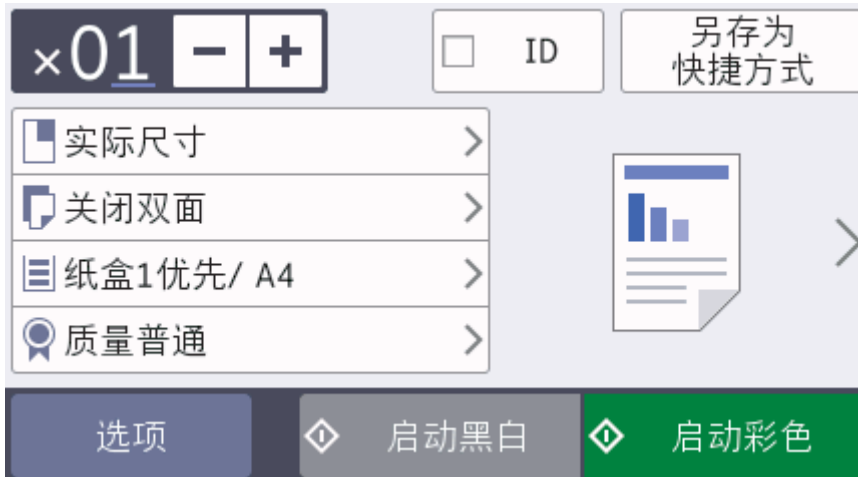 ×01 − +
ID
另存为
快捷方式
实际尺寸
关闭双面
纸盒1优先/ A4
质量普通
选项
启动黑白
启动彩色